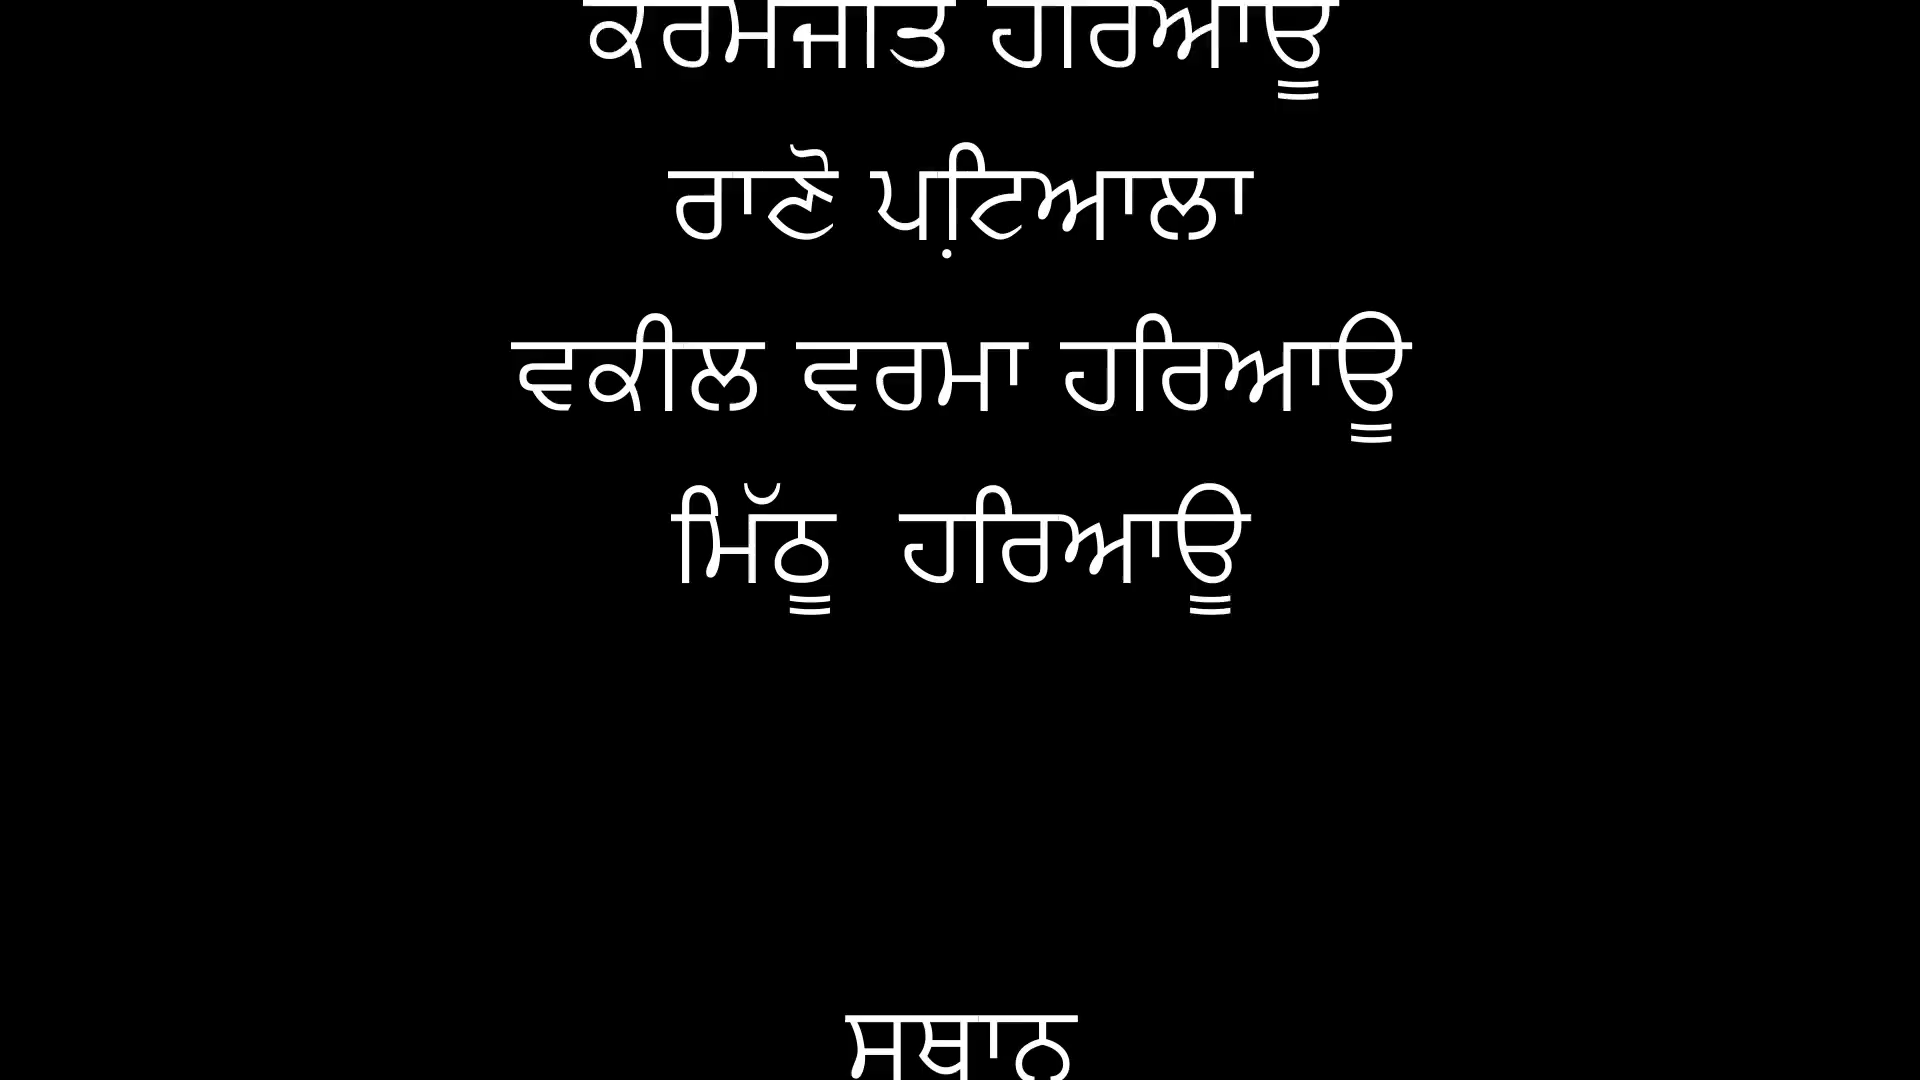 ਕਰਮਜੀਤ ਹਰਿਆਊ
ਰਾਣੋ ਪਟਿ਼ਆਲਾ
ਵਕੀਲ ਵਰਮਾ ਹਰਿਆਊ
ਮਿੱਠੂ ਹਰਿਆਊ
ਸਥਾਨ